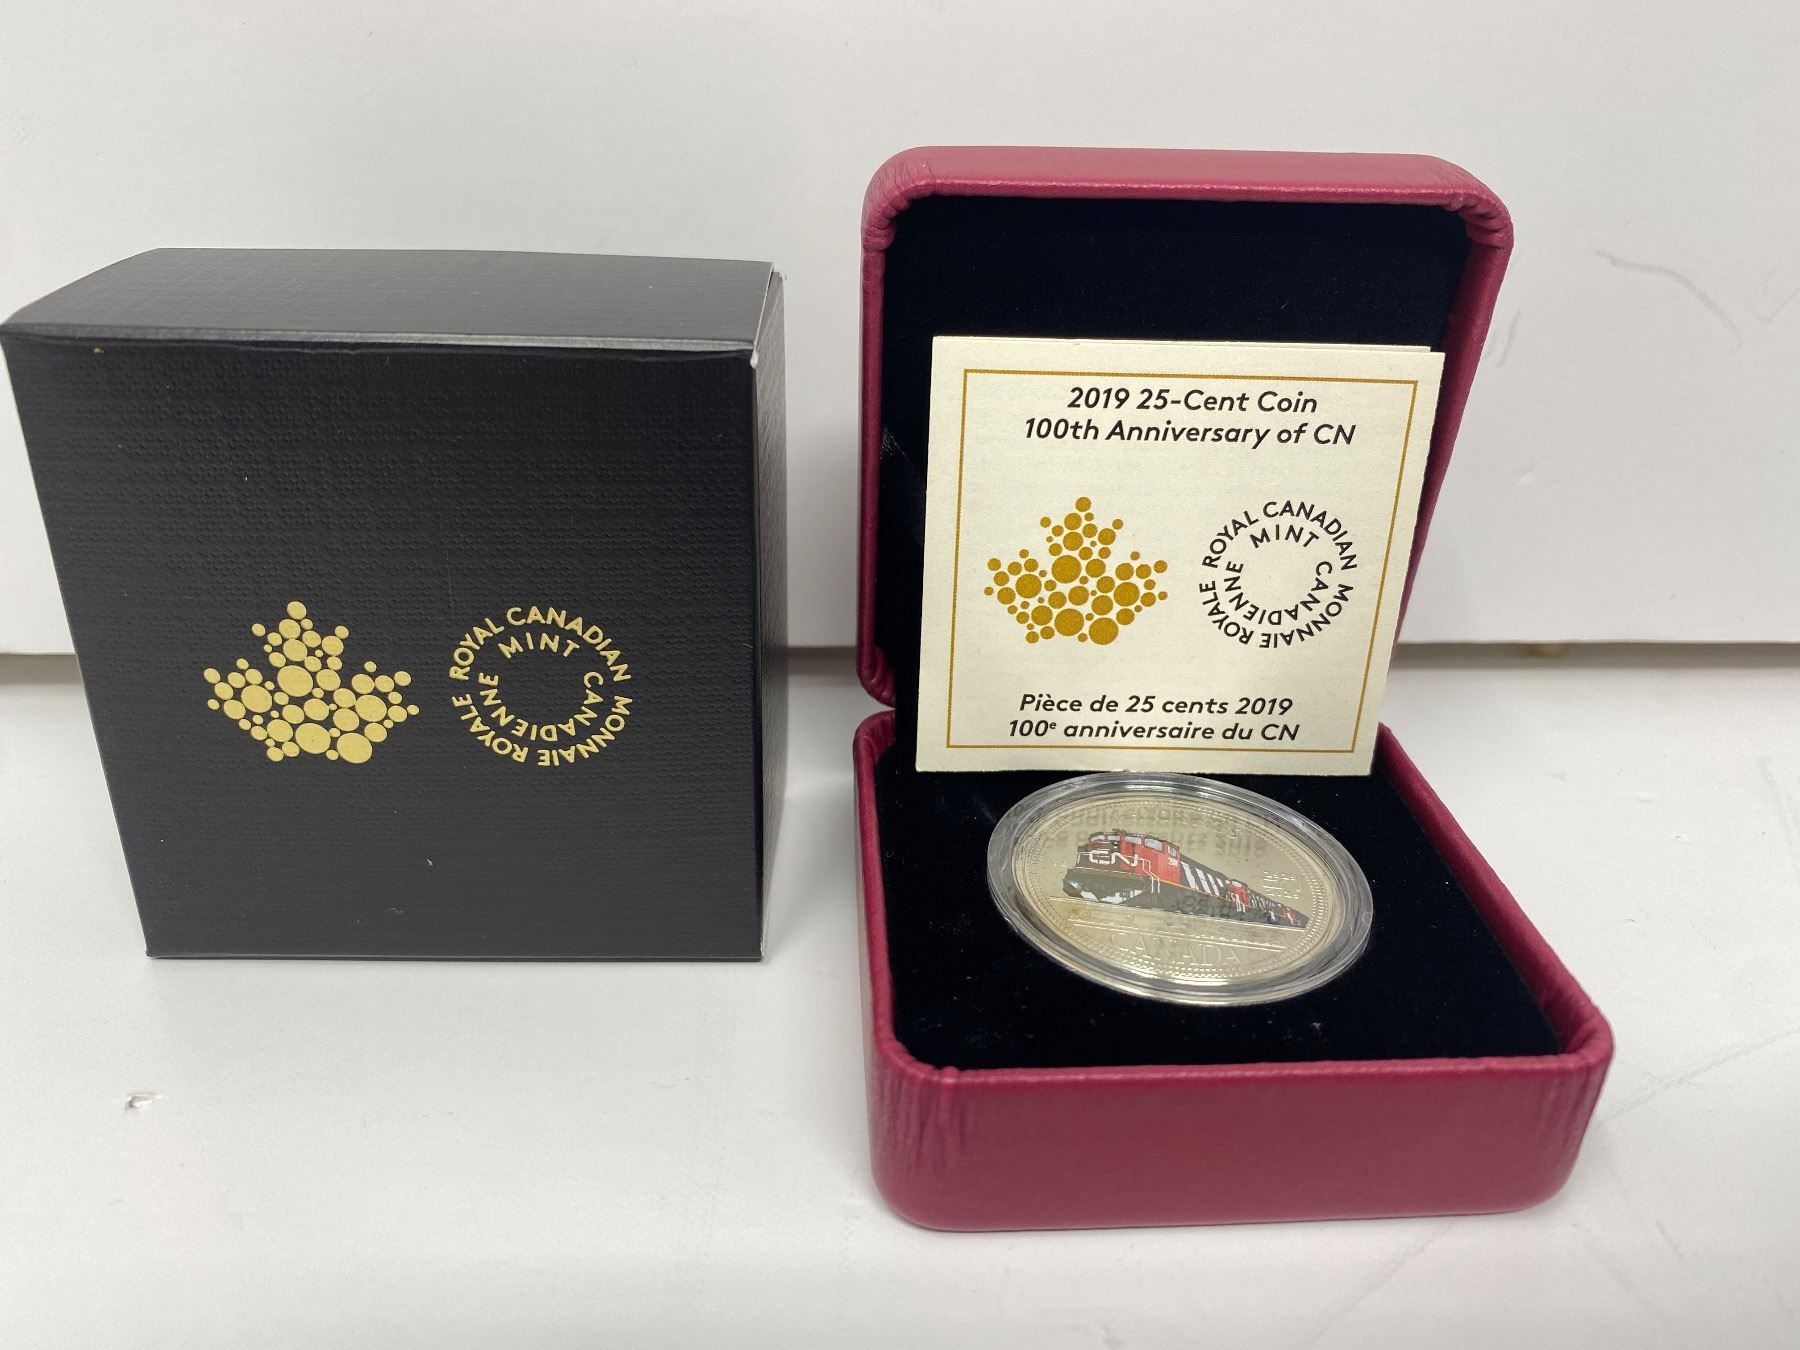 ROYAL CANADIAN MINT
MONNAIE ROYALE CANADIENNE
2019 25-Cent Coin
100th Anniversary of CN
ROYAL CANADIAN MINT
MONNAIE ROYALE CANADIENNE
Pièce de 25 cents 2019
100e anniversaire du CN
CN
CANADA